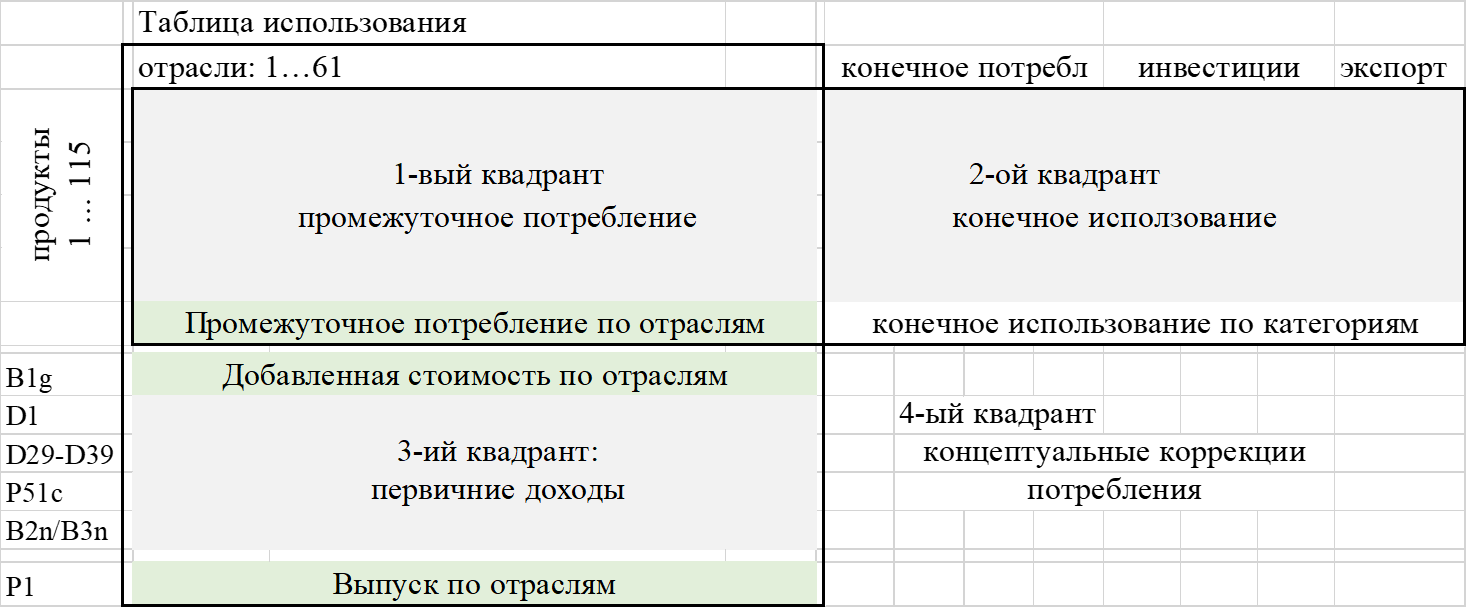 Таблица использования
отрасли: 1…61
конечное потребл
инвестиции
экспорт
продукты
1 … 115
1-вый квадрант
промежуточное потребление
2-ой квадрант
конечное исползование
Промежуточное потребление по отраслям
конечное использование по категориям
B1g
Добавленная стоимость по отраслям
D1
4-ый квадрант
D29-D39
3-ий квадрант:
концептуальные коррекции
P51c
первичние доходы
потребления
B2n/B3n
P1
Выпуск по отраслям